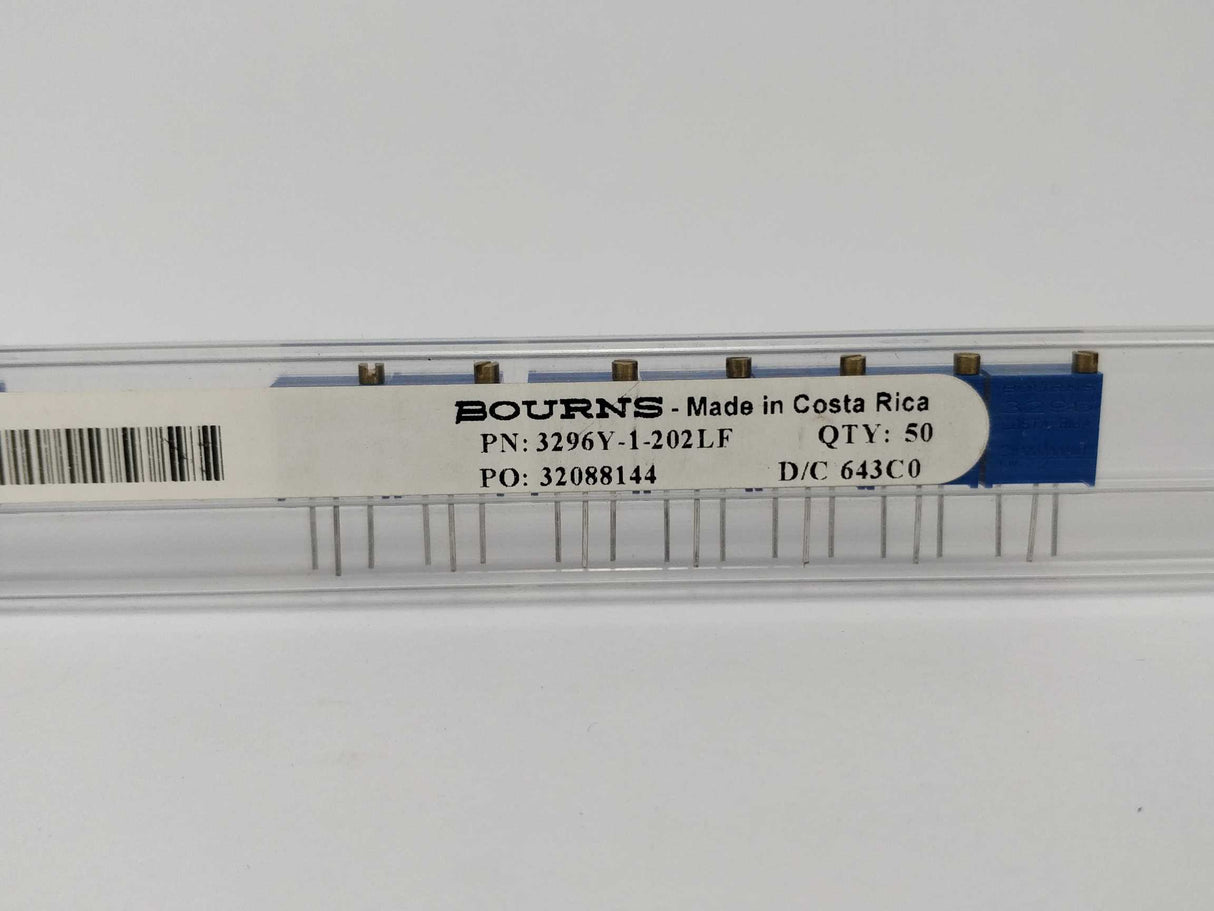 BOURNS - Made in Costa Rica
PN: 3296Y-1-202LF QTY: 50
PO: 32088144 D/C 643C0